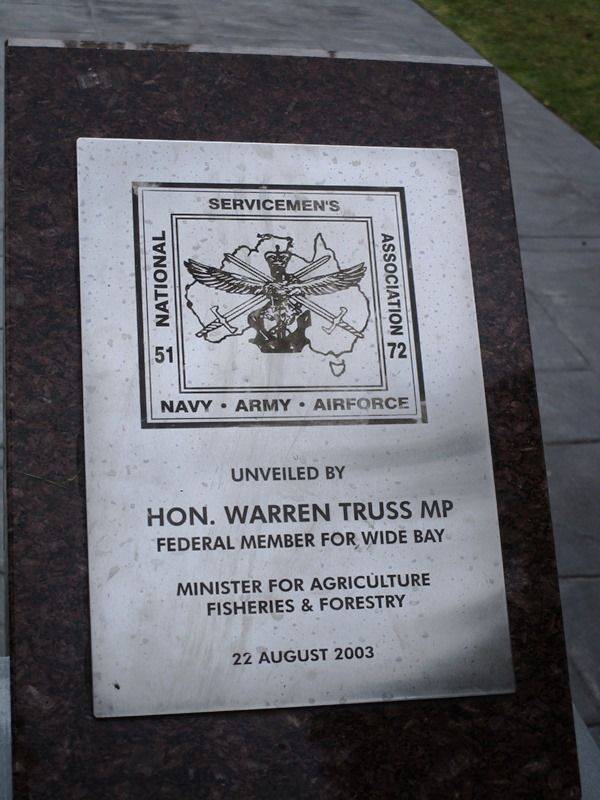 SERVICEMEN'S
NATIONAL
ASSOCIATION
51
72
NAVY • ARMY • AIRFORCE
UNVEILED BY
HON. WARREN TRUSS MP
FEDERAL MEMBER FOR WIDE BAY
MINISTER FOR AGRICULTURE
FISHERIES & FORESTRY
22 AUGUST 2003